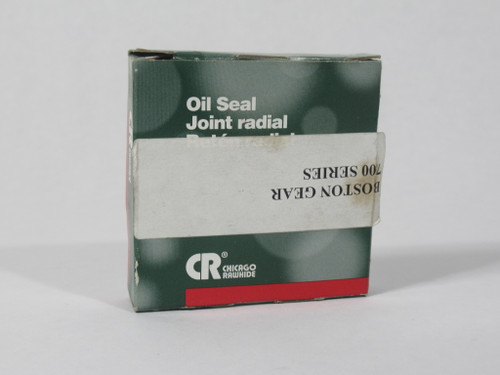 Oil Seal
Joint radial
BOSTON GEAR
700 SERIES
CR®
CHICAGO
RAWHIDE